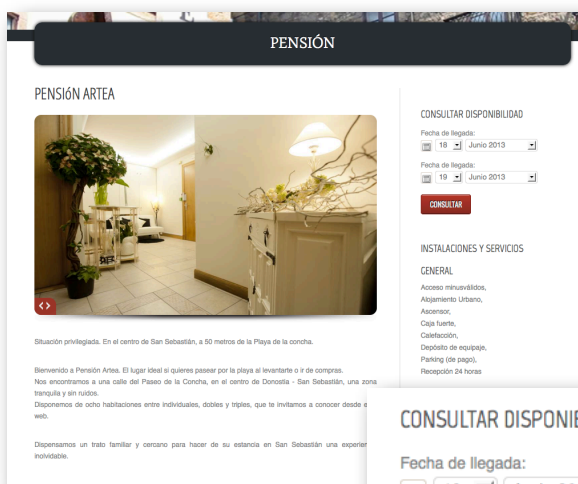 PENSIÓN
PENSIóN ARTEA
Situación privilegiada. En el centro de San Sebastián, a 50 metros de la Playa de la concha.
Bienvenido a Pensión Artea. El lugar ideal si quieres pasear por la playa al levantarte o ir de compras.
Nos encontramos a una calle del Paseo de la Concha, en el centro de Donostia - San Sebastián, una zona
tranquila y sin ruidos.
Disponemos de ocho habitaciones entre individuales, dobles y triples, que te invitamos a conocer desde
web.
Dispensamos un trato familiar y cercano para hacer de su estancia en San Sebastián una experien
inolvidable.
CONSULTAR DISPONIBILIDAD
Fecha de llegada:
18 Junio 2013
Fecha de llegada:
19 Junio 2013
CONSULTAR
INSTALACIONES Y SERVICIOS
GENERAL
Acceso minusválidos,
Alojamiento Urbano,
Ascensor,
Caja fuerte,
Calefacción,
Depósito de equipaje,
Parking (de pago),
Recepción 24 horas
CONSULTAR DISPONIB
Fecha de llegada: